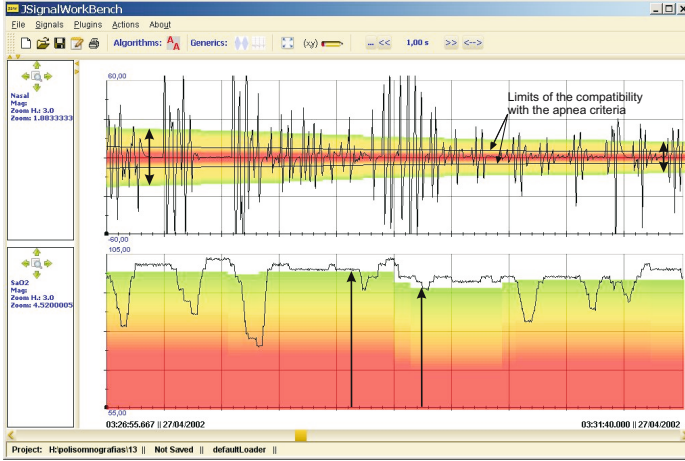 JSignalWorkBench
File Signals Plugins Actions About
Algorithms: AA Generics: (x,y) ... << 1,00 s >> <-->
Nasal
Mag:
Zoom H.: 3.0
Zoom: 1.8833333
60,00
Limits of the compatibility
with the apnea criteria
-60,00
105,00
SaO2
Mag:
Zoom H.: 3.0
Zoom: 4.5200005
55,00
03:26:55.667 || 27/04/2002 03:31:40.000 || 27/04/2002
Project: H:\polisomnografias\13 || Not Saved || defaultLoader ||